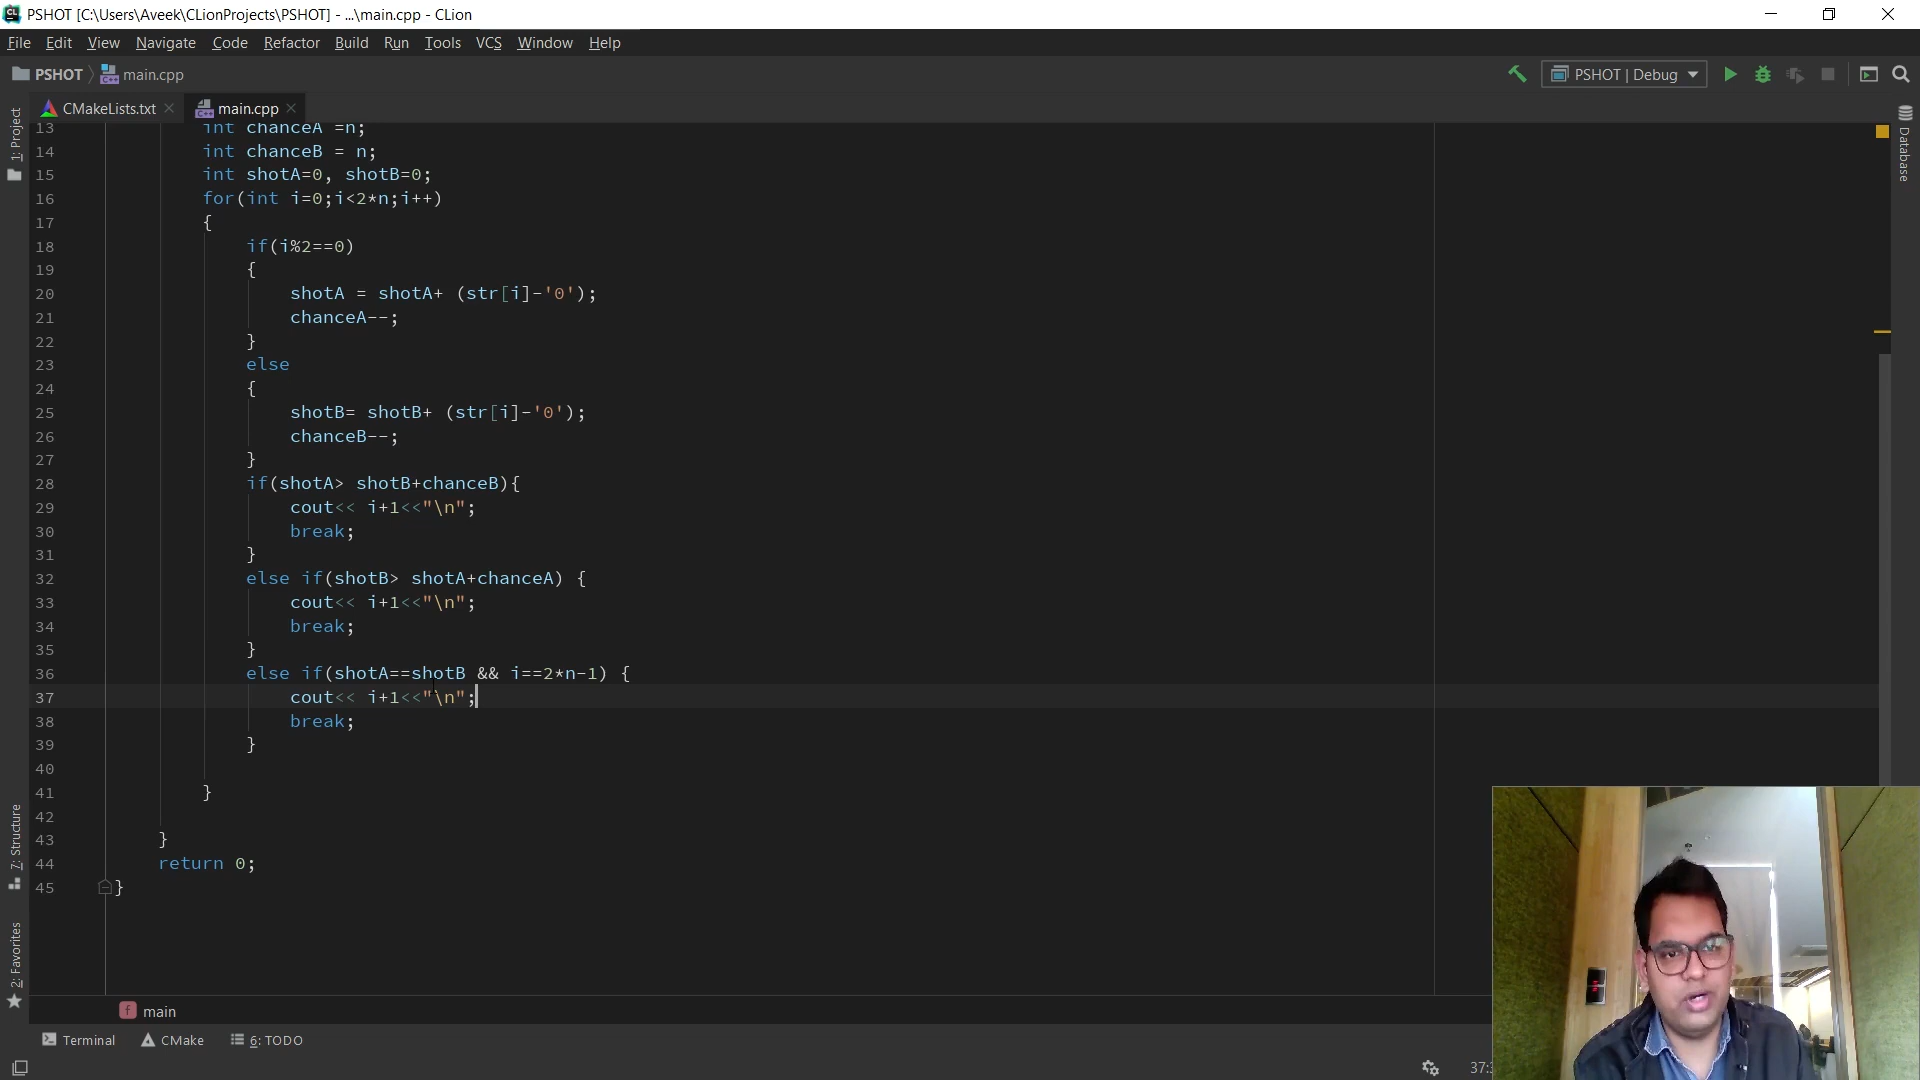 PSHOT [C:\Users\Aveek\CLionProjects\PSHOT] - ...\main.cpp - CLion
File Edit View Navigate Code Refactor Build Run Tools VCS Window Help
PSHOT main.cpp PSHOT | Debug
CMakeLists.txt main.cpp
1: Project
Database
13 int chanceA =n;
14 int chanceB = n;
15 int shotA=0, shotB=0;
16 for(int i=0;i<2*n;i++)
17 {
18 if(i%2==0)
19 {
20 shotA = shotA+ (str[i]-'0');
21 chanceA--;
22 }
23 else
24 {
25 shotB= shotB+ (str[i]-'0');
26 chanceB--;
27 }
28 if(shotA> shotB+chanceB){
29 cout<< i+1<<"\n";
30 break;
31 }
32 else if(shotB> shotA+chanceA) {
33 cout<< i+1<<"\n";
34 break;
35 }
36 else if(shotA==shotB && i==2*n-1) {
37 cout<< i+1<<"\n";
38 break;
39 }
40
41 }
42
43 }
44 return 0;
45 }
7: Structure
2: Favorites
f main
Terminal CMake 6: TODO